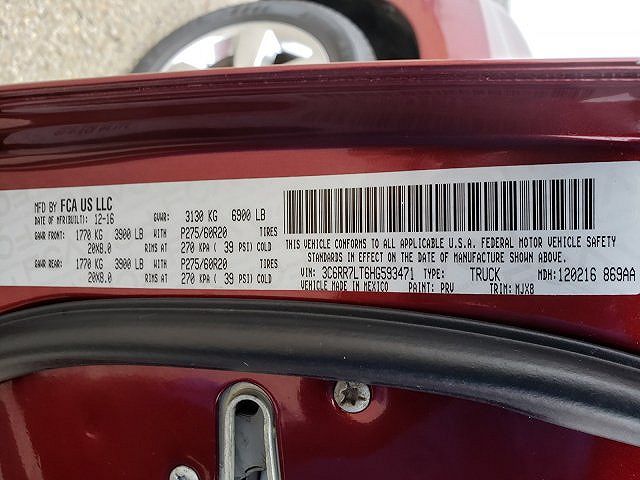 MFD BY FCA US LLC
DATE OF MFR(BUILT): 12-16 GVWR: 3130 KG 6900 LB
GAWR FRONT: 1770 KG 3900 LB WITH P275/60R20 TIRES
20X8.0 RIMS AT 270 KPA ( 39 PSI) COLD
GAWR REAR: 1770 KG 3900 LB WITH P275/60R20 TIRES
20X8.0 RIMS AT 270 KPA ( 39 PSI) COLD
THIS VEHICLE CONFORMS TO ALL APPLICABLE U.S.A. FEDERAL MOTOR VEHICLE SAFETY
STANDARDS IN EFFECT ON THE DATE OF MANUFACTURE SHOWN ABOVE.
VIN: 3C6RR7LT6HG593471 TYPE: TRUCK MDH: 120216 869AA
VEHICLE MADE IN MEXICO PAINT: PRV TRIM: MJX8